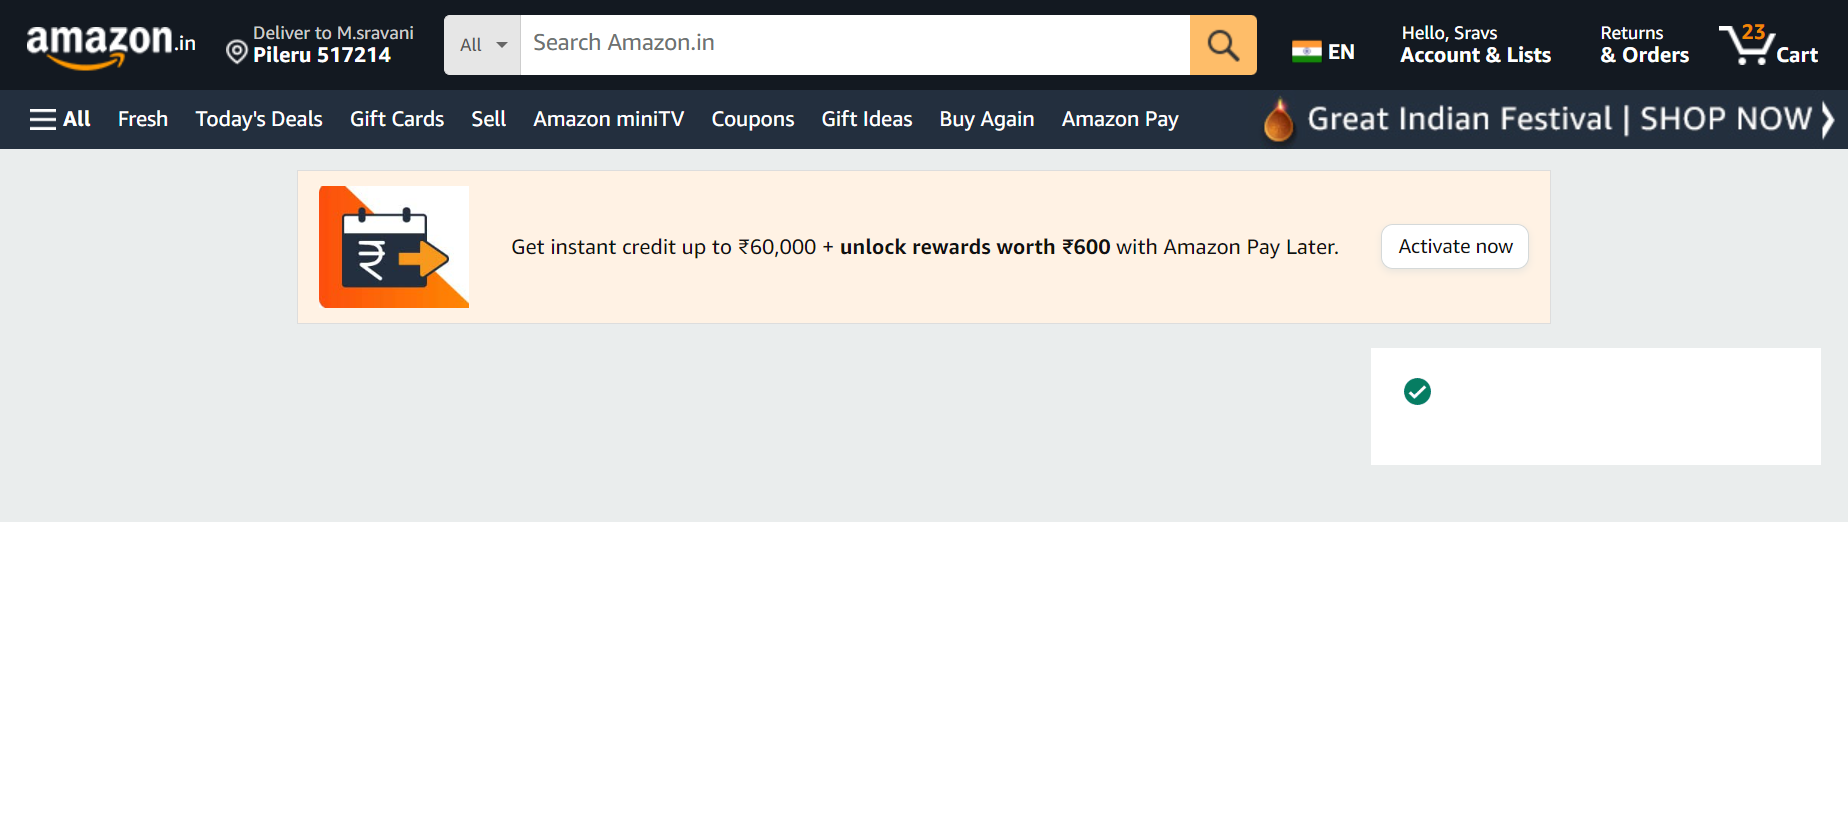 amazon.in
Deliver to M.sravani
Pileru 517214
All
Search Amazon.in
EN
Hello, Sravs
Account & Lists
Returns
& Orders
23
Cart
All
Fresh
Today's Deals
Gift Cards
Sell
Amazon miniTV
Coupons
Gift Ideas
Buy Again
Amazon Pay
Great Indian Festival | SHOP NOW
₹
Get instant credit up to ₹60,000 + unlock rewards worth ₹600 with Amazon Pay Later.
Activate now